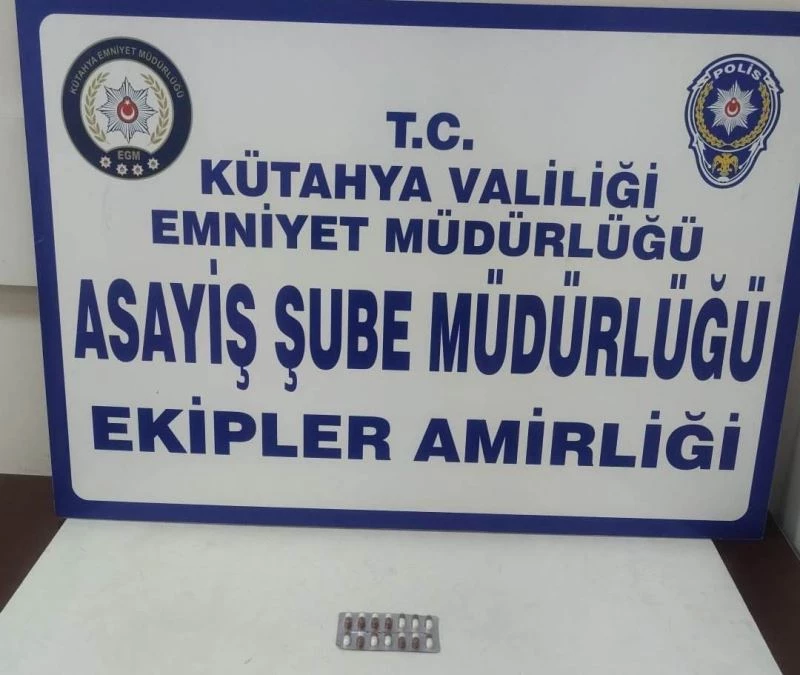 KÜTAHYA EMNİYET MÜDÜRLÜĞÜ
EGM
POLİS
T.C.
KÜTAHYA VALİLİĞİ
EMNİYET MÜDÜRLÜĞÜ
ASAYİŞ ŞUBE MÜDÜRLÜĞÜ
EKİPLER AMİRLİĞİ